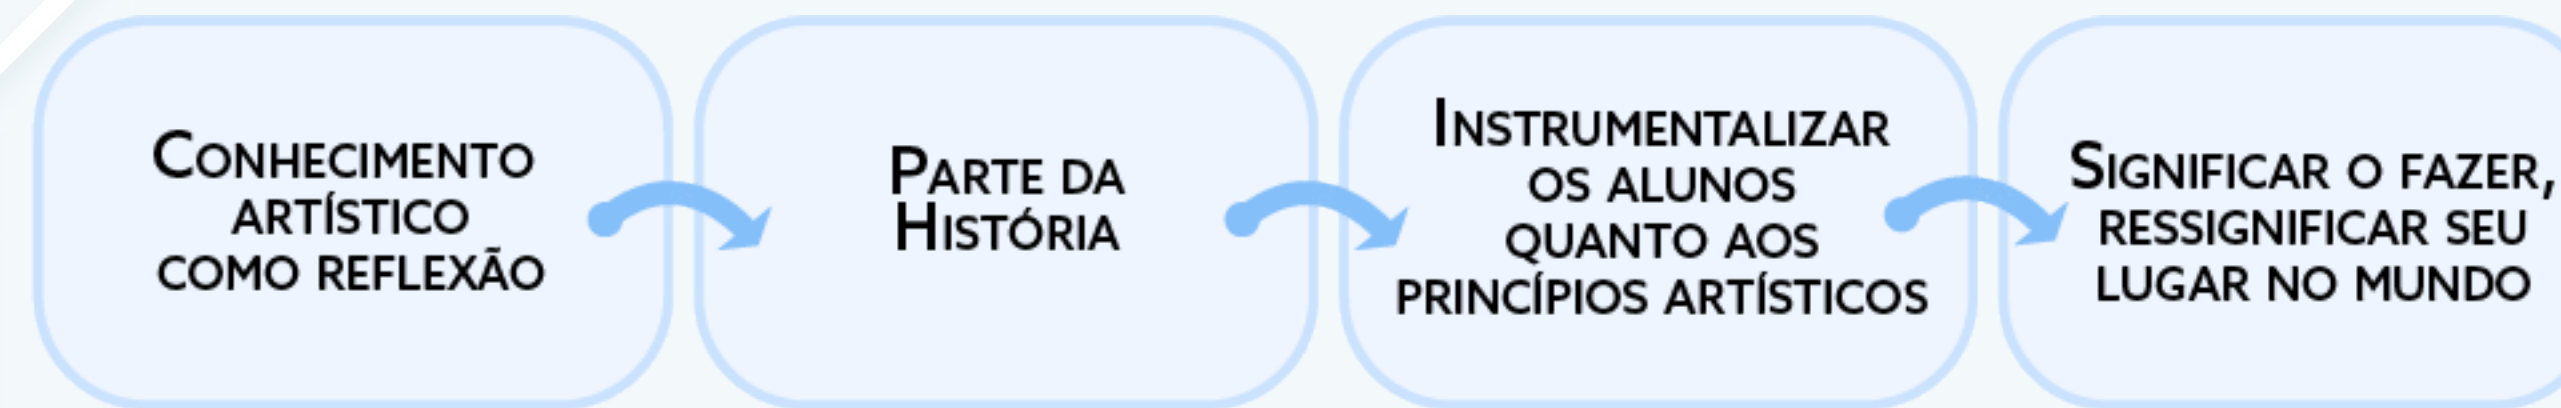 Conhecimento
artístico
como reflexão
Parte da
História
Instrumentalizar
os alunos
quanto aos
princípios artísticos
Significar o fazer,
ressignificar seu
lugar no mundo